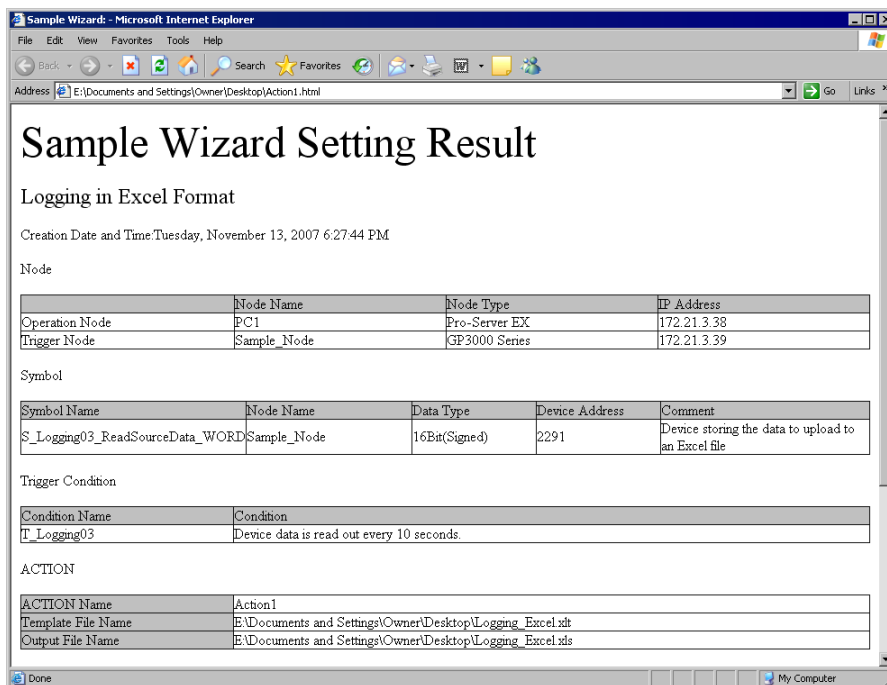 Sample Wizard: - Microsoft Internet Explorer
File Edit View Favorites Tools Help
Back Search Favorites
Address E:\Documents and Settings\Owner\Desktop\Action1.html Go Links
Sample Wizard Setting Result
Logging in Excel Format
Creation Date and Time:Tuesday, November 13, 2007 6:27:44 PM
Node
Node Name Node Type IP Address
Operation Node PC1 Pro-Server EX 172.21.3.38
Trigger Node Sample_Node GP3000 Series 172.21.3.39
Symbol
Symbol Name Node Name Data Type Device Address Comment
S_Logging03_ReadSourceData_WORD Sample_Node 16Bit(Signed) 2291 Device storing the data to upload to
an Excel file
Trigger Condition
Condition Name Condition
T_Logging03 Device data is read out every 10 seconds.
ACTION
ACTION Name Action1
Template File Name E:\Documents and Settings\Owner\Desktop\Logging_Excel.xlt
Output File Name E:\Documents and Settings\Owner\Desktop\Logging_Excel.xls
Done My Computer